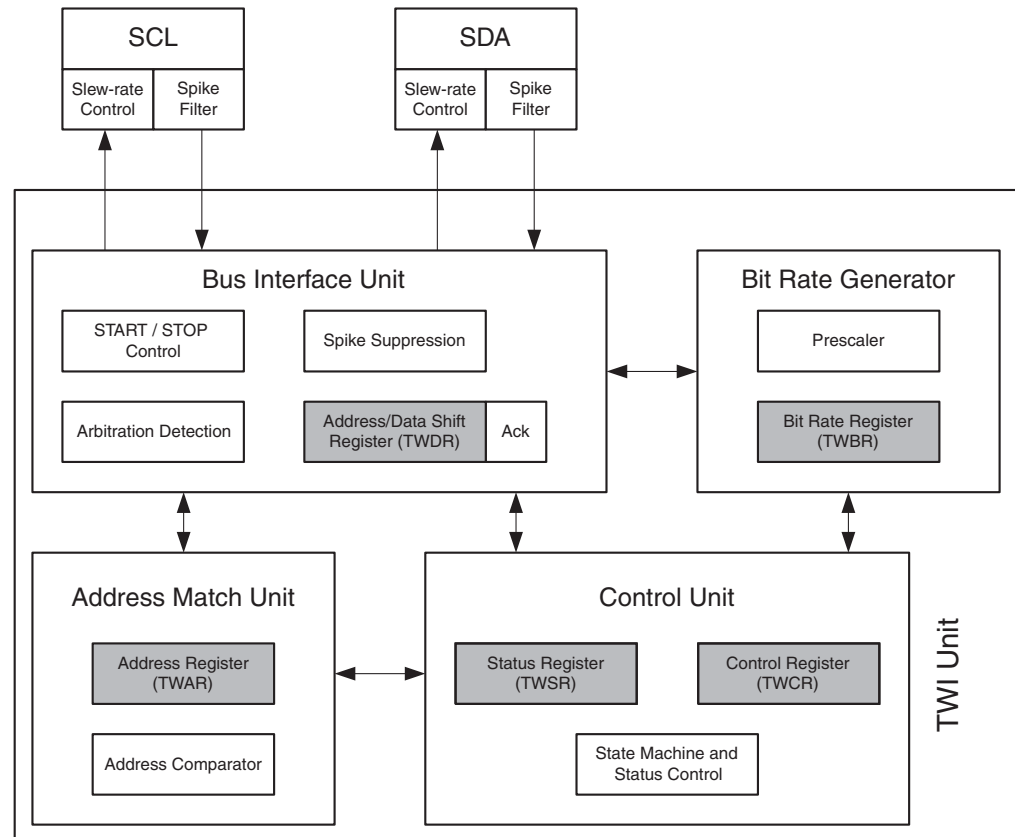 SCL
Slew-rate
Control
Spike
Filter
SDA
Slew-rate
Control
Spike
Filter
Bus Interface Unit
START / STOP
Control
Spike Suppression
Arbitration Detection
Address/Data Shift
Register (TWDR)
Ack
Bit Rate Generator
Prescaler
Bit Rate Register
(TWBR)
Address Match Unit
Address Register
(TWAR)
Address Comparator
Control Unit
Status Register
(TWSR)
Control Register
(TWCR)
State Machine and
Status Control
TWI Unit